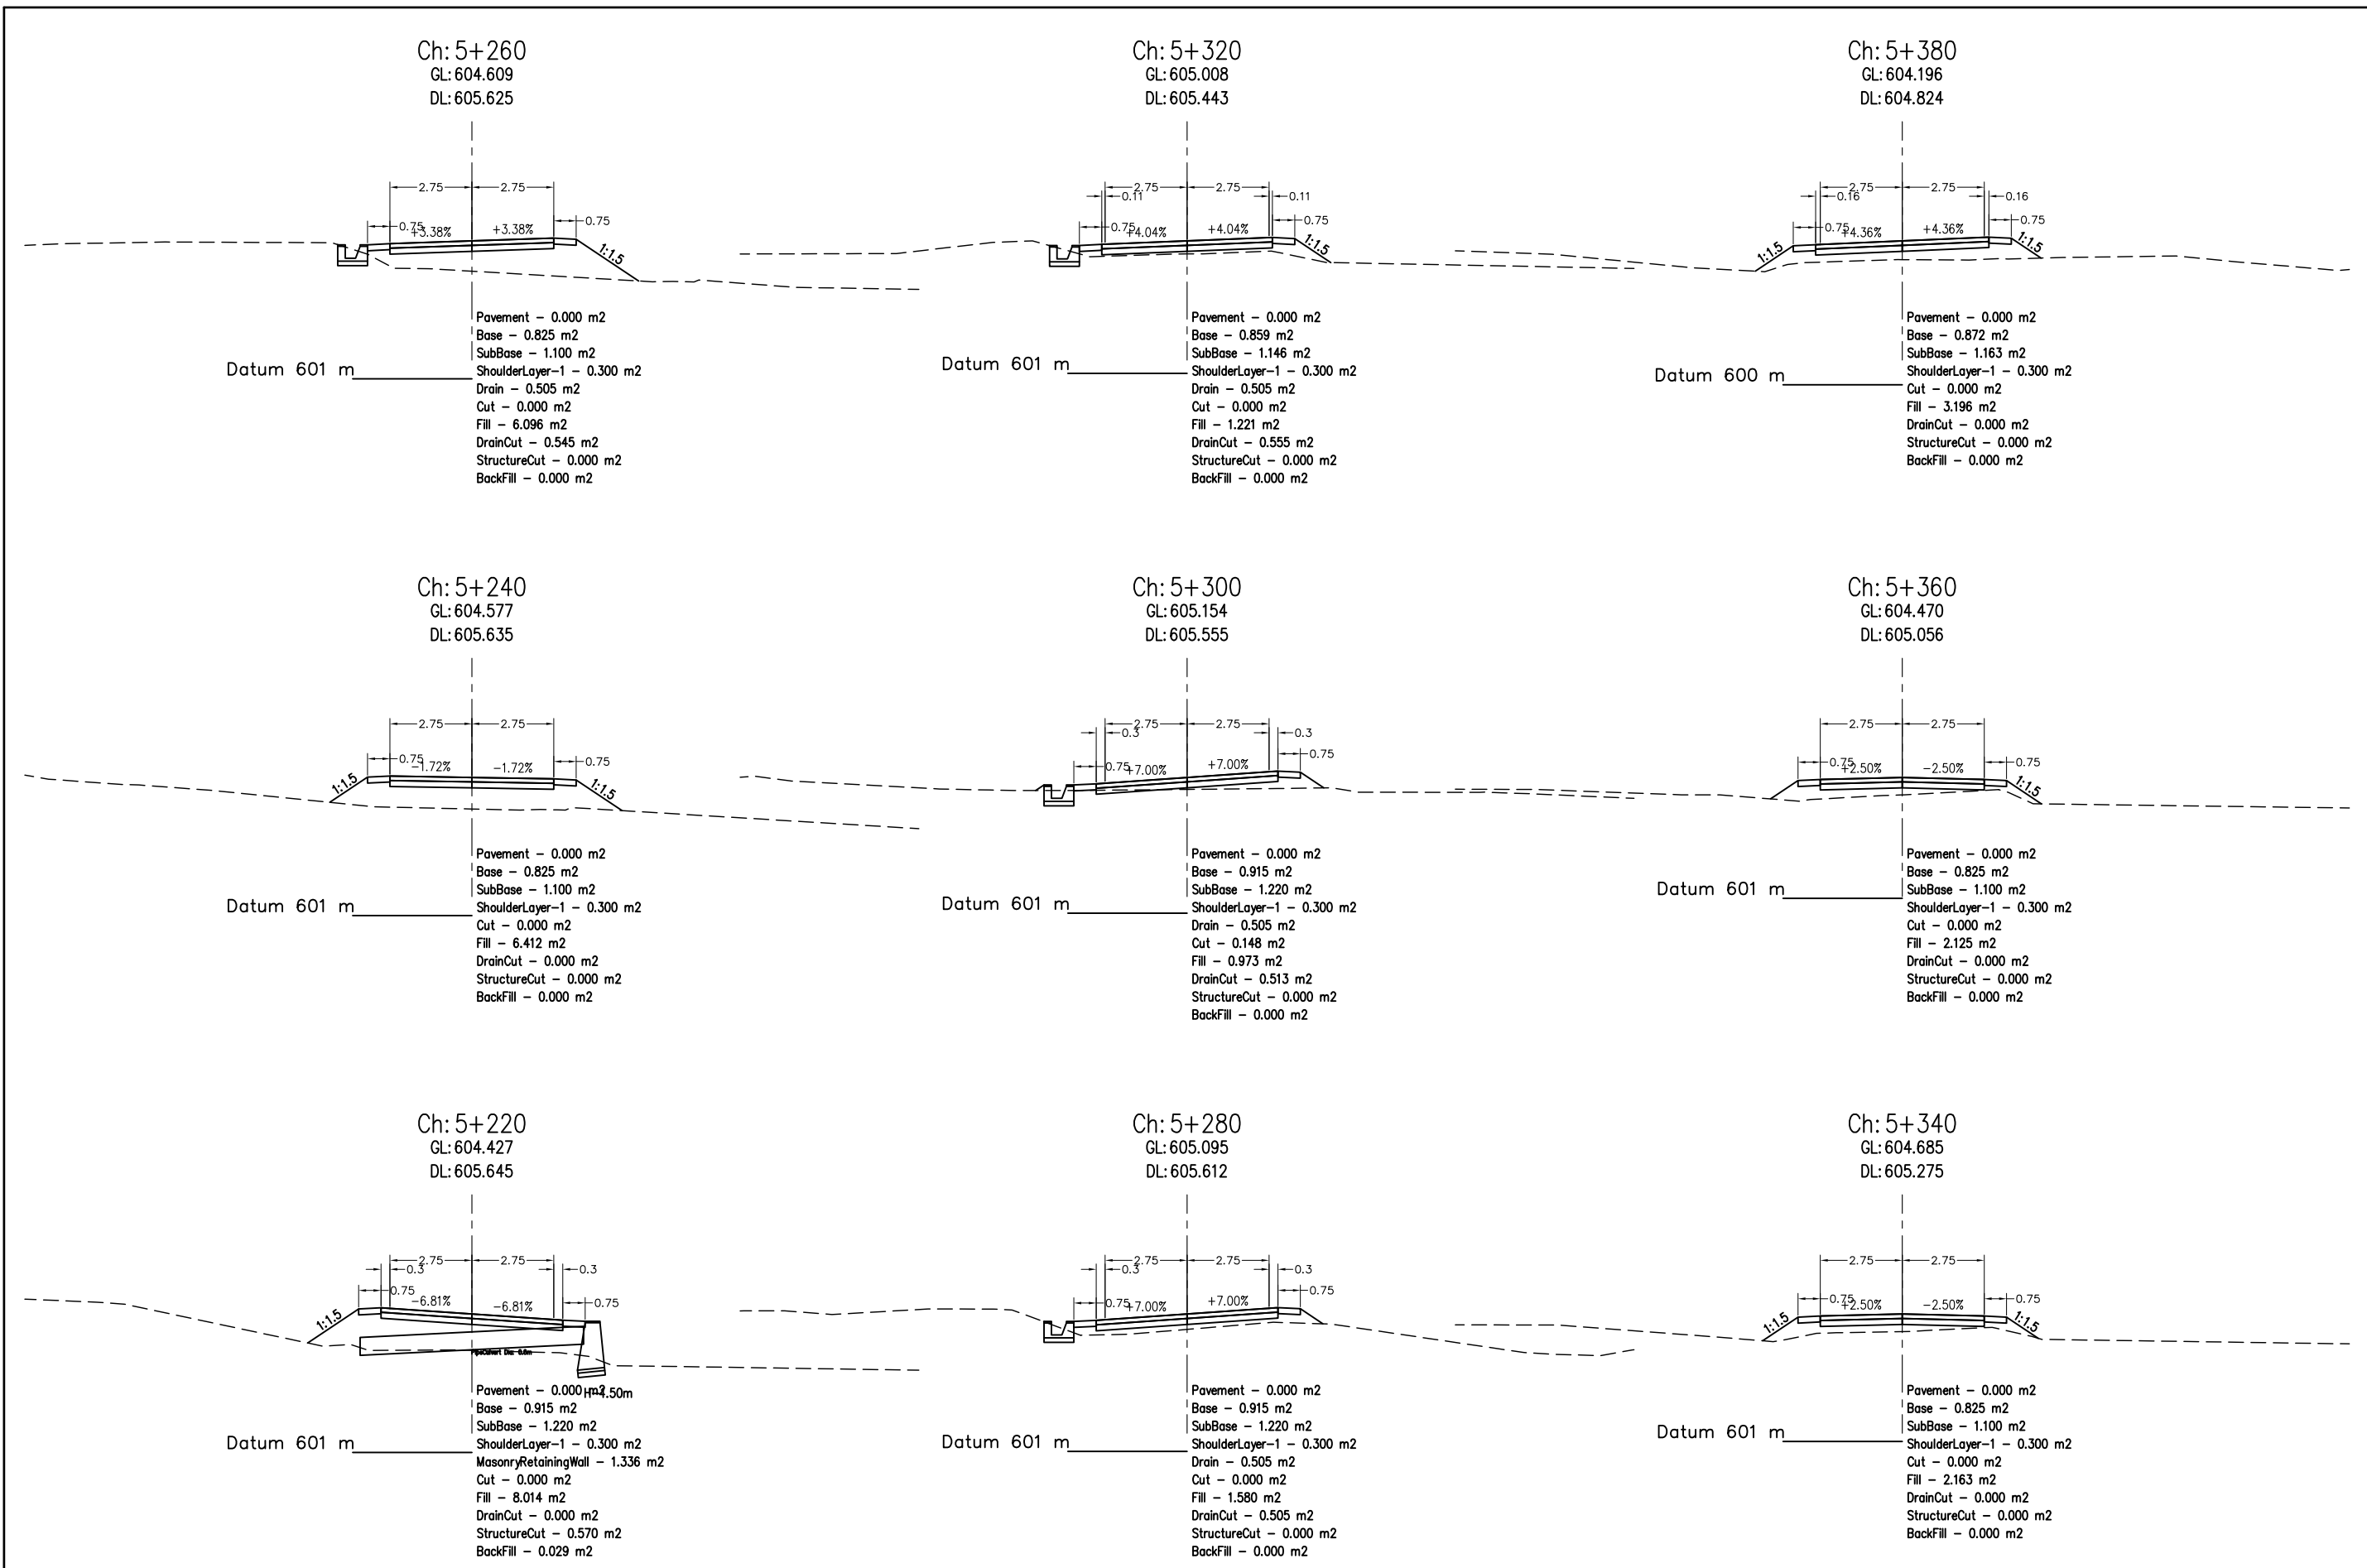 Ch: 5+260
GL: 604.609
DL: 605.625
2.75 2.75
0.75 +3.38% +3.38% 0.75
1:1.5
Datum 601 m
Pavement – 0.000 m2
Base – 0.825 m2
SubBase – 1.100 m2
ShoulderLayer-1 – 0.300 m2
Drain – 0.505 m2
Cut – 0.000 m2
Fill – 6.096 m2
DrainCut – 0.545 m2
StructureCut – 0.000 m2
BackFill – 0.000 m2
Ch: 5+320
GL: 605.008
DL: 605.443
2.75 2.75
0.11 0.11
0.75 +4.04% +4.04% 0.75
1:1.5
Datum 601 m
Pavement – 0.000 m2
Base – 0.859 m2
SubBase – 1.146 m2
ShoulderLayer-1 – 0.300 m2
Drain – 0.505 m2
Cut – 0.000 m2
Fill – 1.221 m2
DrainCut – 0.555 m2
StructureCut – 0.000 m2
BackFill – 0.000 m2
Ch: 5+380
GL: 604.196
DL: 604.824
2.75 2.75
0.16 0.16
0.75 +4.36% +4.36% 0.75
1:1.5 1:1.5
Datum 600 m
Pavement – 0.000 m2
Base – 0.872 m2
SubBase – 1.163 m2
ShoulderLayer-1 – 0.300 m2
Cut – 0.000 m2
Fill – 3.196 m2
DrainCut – 0.000 m2
StructureCut – 0.000 m2
BackFill – 0.000 m2
Ch: 5+240
GL: 604.577
DL: 605.635
2.75 2.75
0.75 -1.72% -1.72% 0.75
1:1.5 1:1.5
Datum 601 m
Pavement – 0.000 m2
Base – 0.825 m2
SubBase – 1.100 m2
ShoulderLayer-1 – 0.300 m2
Cut – 0.000 m2
Fill – 6.412 m2
DrainCut – 0.000 m2
StructureCut – 0.000 m2
BackFill – 0.000 m2
Ch: 5+300
GL: 605.154
DL: 605.555
2.75 2.75
0.3 0.3
0.75 +7.00% +7.00% 0.75
Datum 601 m
Pavement – 0.000 m2
Base – 0.915 m2
SubBase – 1.220 m2
ShoulderLayer-1 – 0.300 m2
Drain – 0.505 m2
Cut – 0.148 m2
Fill – 0.973 m2
DrainCut – 0.513 m2
StructureCut – 0.000 m2
BackFill – 0.000 m2
Ch: 5+360
GL: 604.470
DL: 605.056
2.75 2.75
0.75 +2.50% -2.50% 0.75
1:1.5
Datum 601 m
Pavement – 0.000 m2
Base – 0.825 m2
SubBase – 1.100 m2
ShoulderLayer-1 – 0.300 m2
Cut – 0.000 m2
Fill – 2.125 m2
DrainCut – 0.000 m2
StructureCut – 0.000 m2
BackFill – 0.000 m2
Ch: 5+220
GL: 604.427
DL: 605.645
2.75 2.75
0.3 0.3
0.75 -6.81% -6.81% 0.75
1:1.5
Datum 601 m
Pavement – 0.000 m2
Base – 0.915 m2
SubBase – 1.220 m2
ShoulderLayer-1 – 0.300 m2
MasonryRetainingWall – 1.336 m2
Cut – 0.000 m2
Fill – 8.014 m2
DrainCut – 0.000 m2
StructureCut – 0.570 m2
BackFill – 0.029 m2
Ch: 5+280
GL: 605.095
DL: 605.612
2.75 2.75
0.3 0.3
0.75 +7.00% +7.00% 0.75
Datum 601 m
Pavement – 0.000 m2
Base – 0.915 m2
SubBase – 1.220 m2
ShoulderLayer-1 – 0.300 m2
Drain – 0.505 m2
Cut – 0.000 m2
Fill – 1.580 m2
DrainCut – 0.505 m2
StructureCut – 0.000 m2
BackFill – 0.000 m2
Ch: 5+340
GL: 604.685
DL: 605.275
2.75 2.75
0.75 +2.50% -2.50% 0.75
1:1.5 1:1.5
Datum 601 m
Pavement – 0.000 m2
Base – 0.825 m2
SubBase – 1.100 m2
ShoulderLayer-1 – 0.300 m2
Cut – 0.000 m2
Fill – 2.163 m2
DrainCut – 0.000 m2
StructureCut – 0.000 m2
BackFill – 0.000 m2